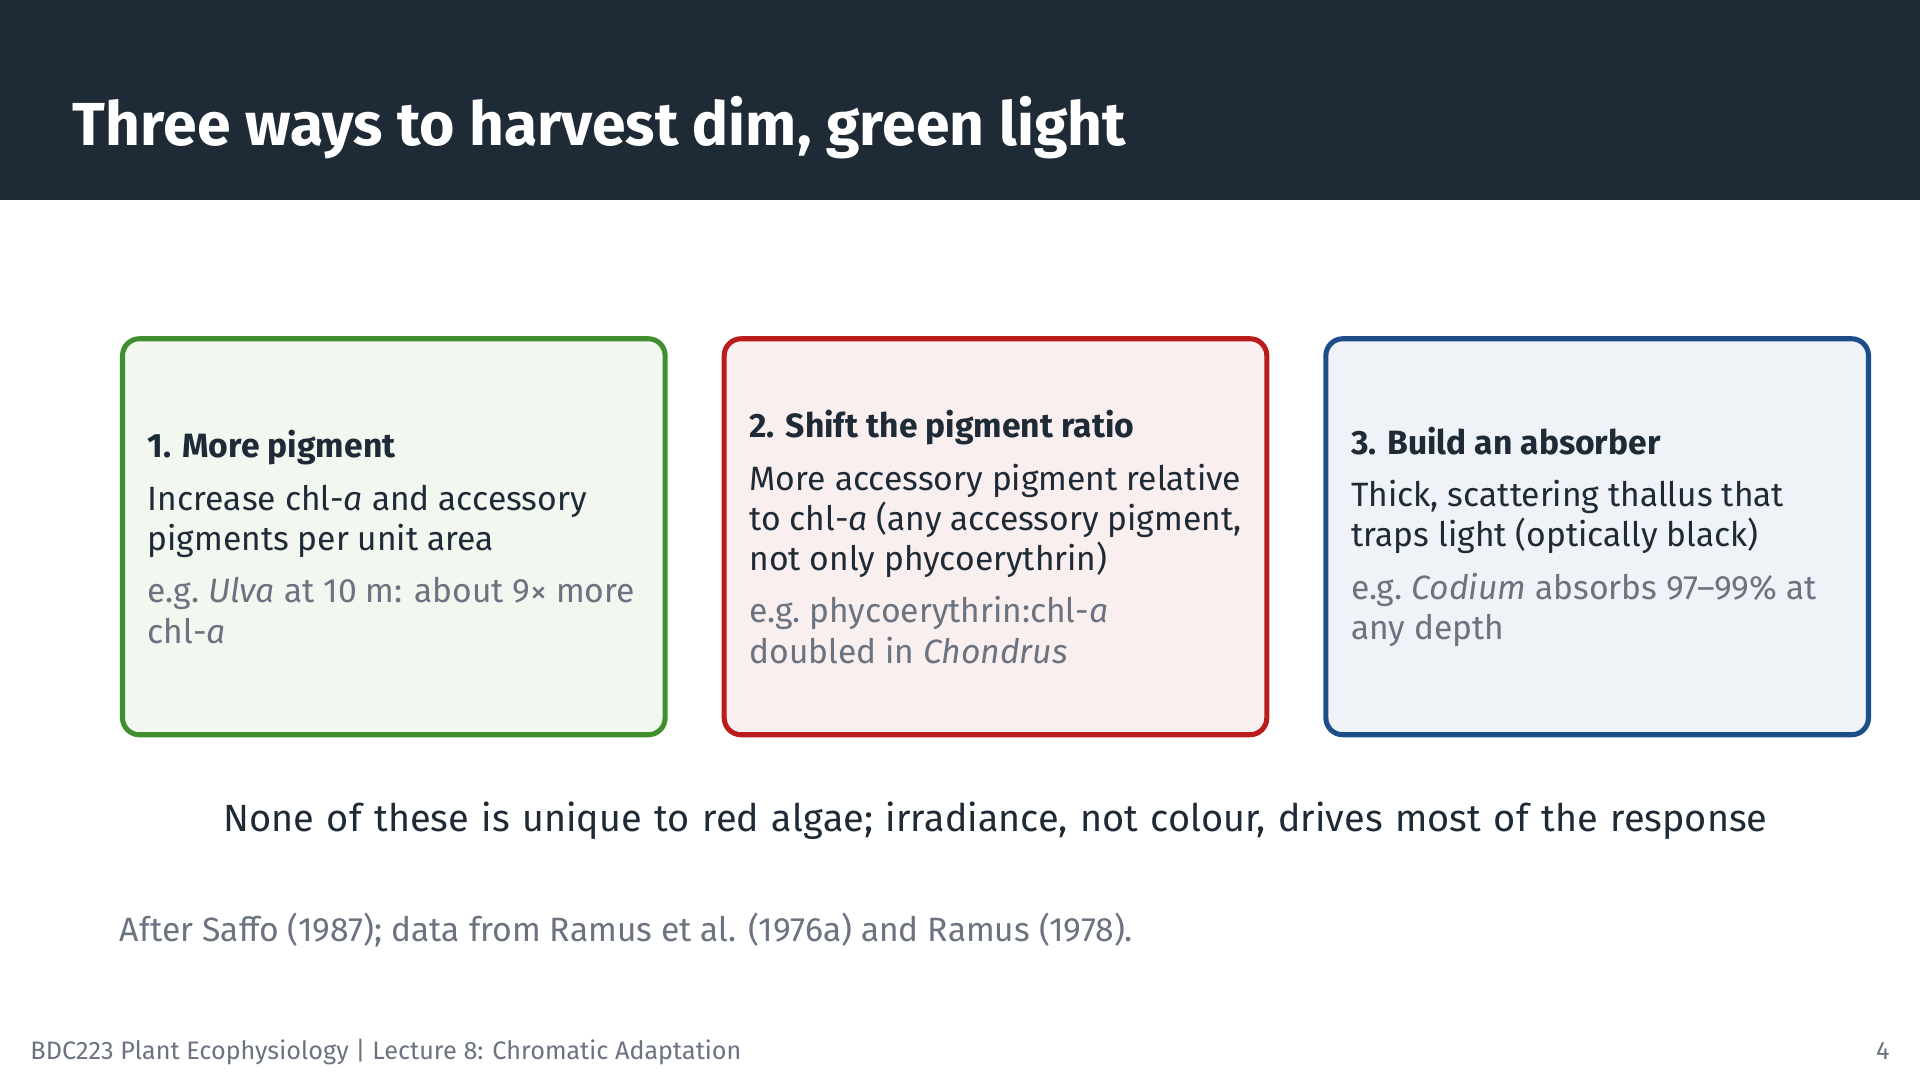 Three ways to harvest dim, green light
1. More pigment
Increase chl-a and accessory
pigments per unit area
e.g. Ulva at 10 m: about 9× more
chl-a
2. Shift the pigment ratio
More accessory pigment relative
to chl-a (any accessory pigment,
not only phycoerythrin)
e.g. phycoerythrin:chl-a
doubled in Chondrus
3. Build an absorber
Thick, scattering thallus that
traps light (optically black)
e.g. Codium absorbs 97–99% at
any depth
None of these is unique to red algae; irradiance, not colour, drives most of the response
After Saffo (1987); data from Ramus et al. (1976a) and Ramus (1978).
BDC223 Plant Ecophysiology | Lecture 8: Chromatic Adaptation
4